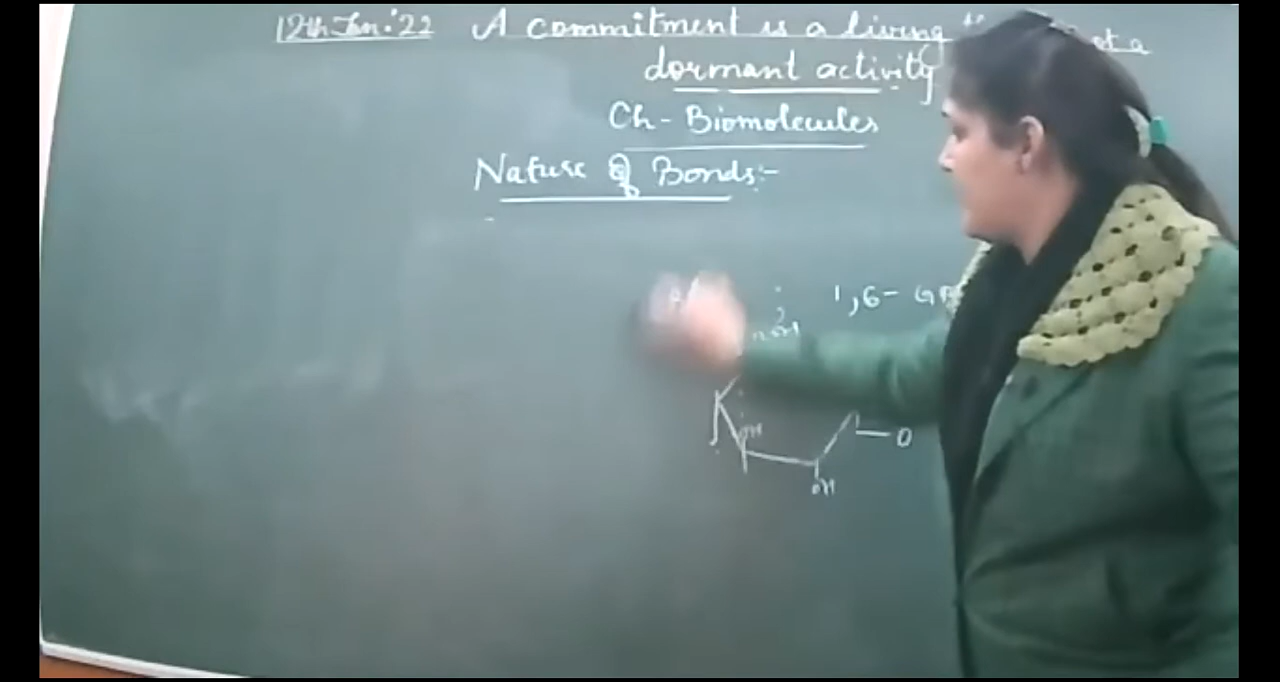 12th Jan.'22 A commitment is a living
dormant activity
Ch - Biomolecules
Nature of Bonds:-
1,6-
OH
O
OH